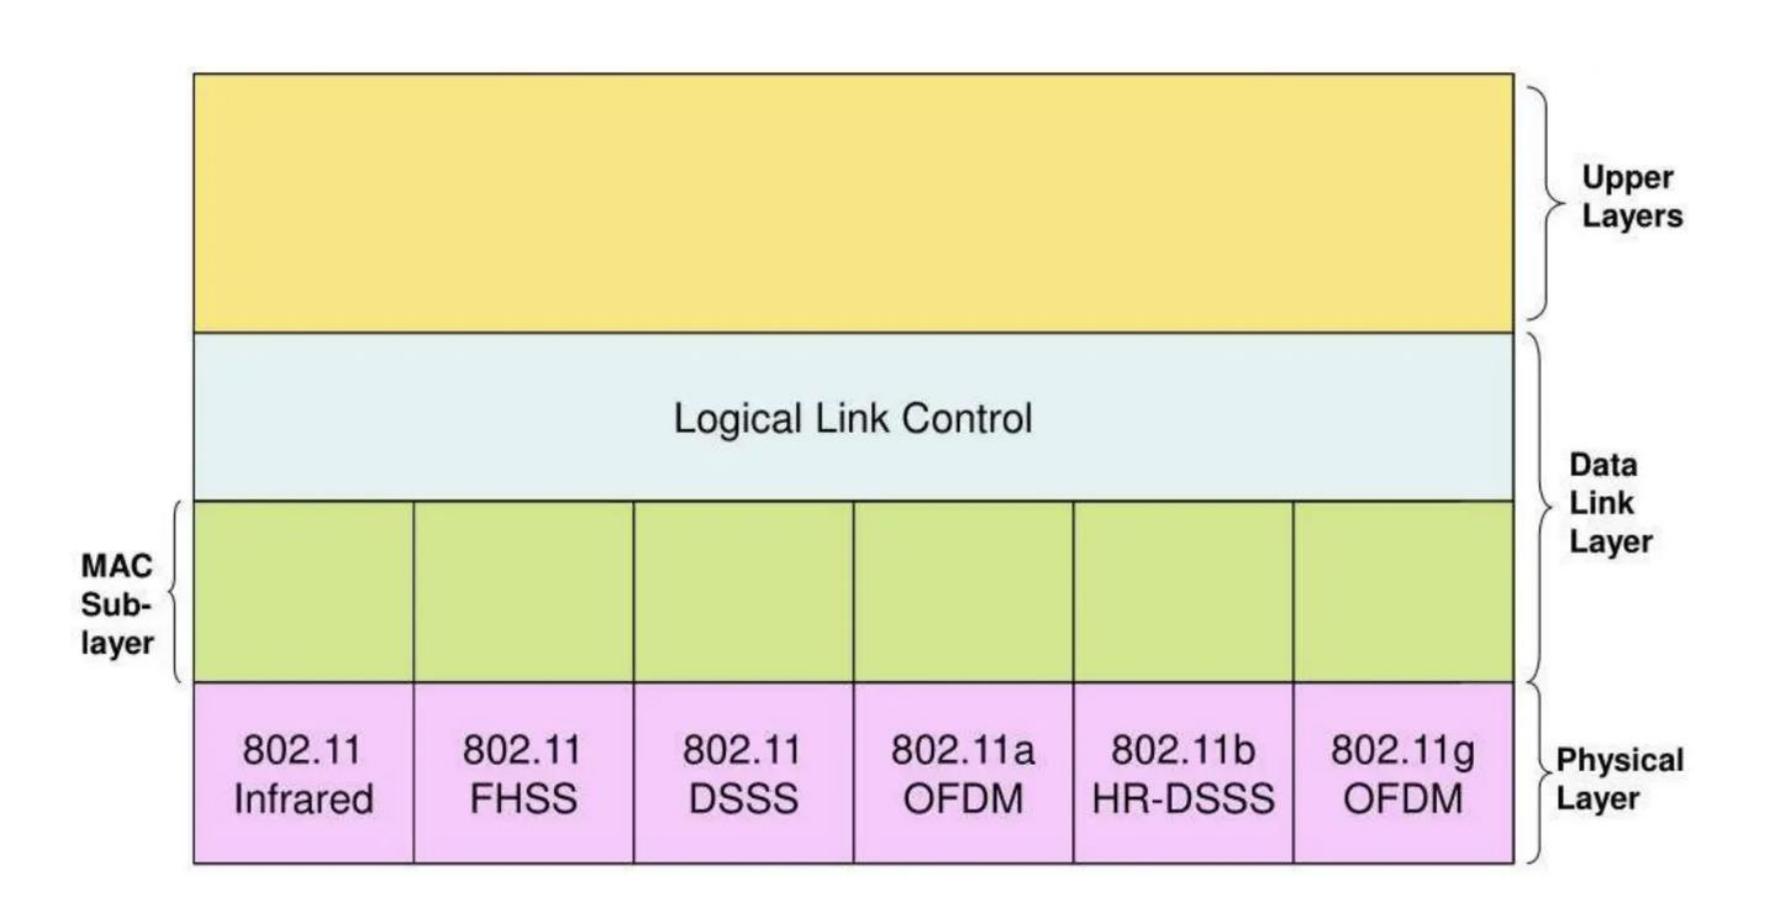 Upper
Layers
Logical Link Control
Data
Link
Layer
MAC
Sub-
layer
802.11
Infrared
802.11
FHSS
802.11
DSSS
802.11a
OFDM
802.11b
HR-DSSS
802.11g
OFDM
Physical
Layer